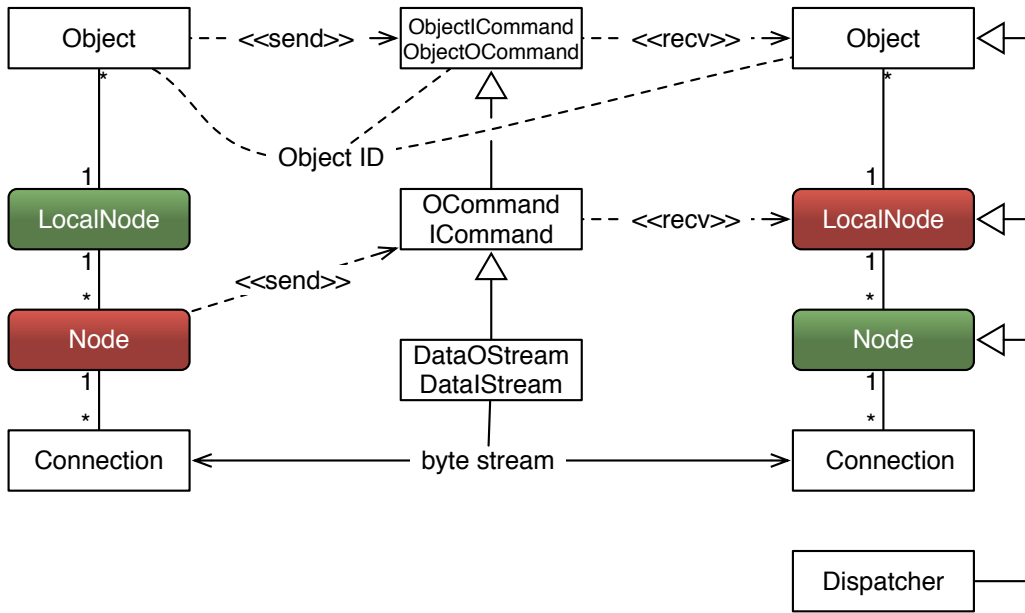 Object
<<send>>
ObjectICommand
ObjectOCommand
<<recv>>
Object
*
*
Object ID
1
1
LocalNode
OCommand
ICommand
<<recv>>
LocalNode
1
1
<<send>>
*
*
Node
Node
DataOStream
DataIStream
1
1
*
*
Connection
byte stream
Connection
Dispatcher